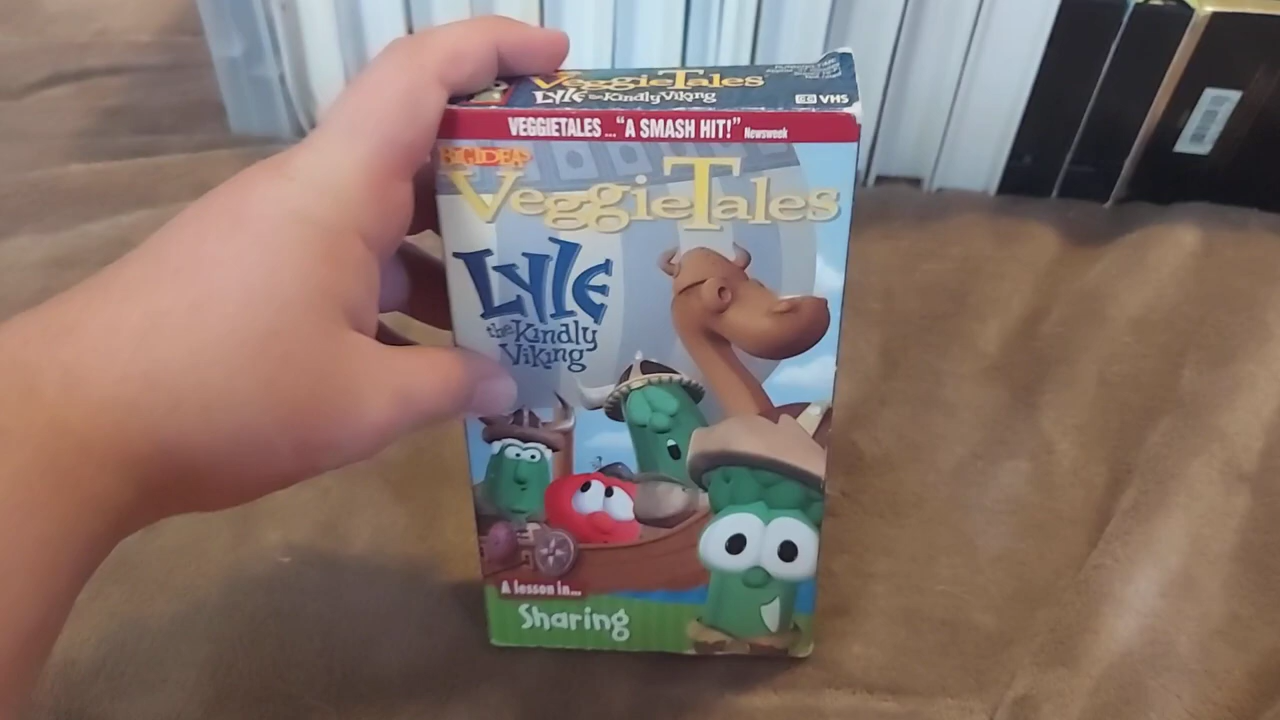 VeggieTales
LYLE the Kindly Viking
VHS
VEGGIETALES ... "A SMASH HIT!" Newsweek
BIG IDEA'S
VeggieTales
LYLE
the Kindly
Viking
A lesson in...
Sharing